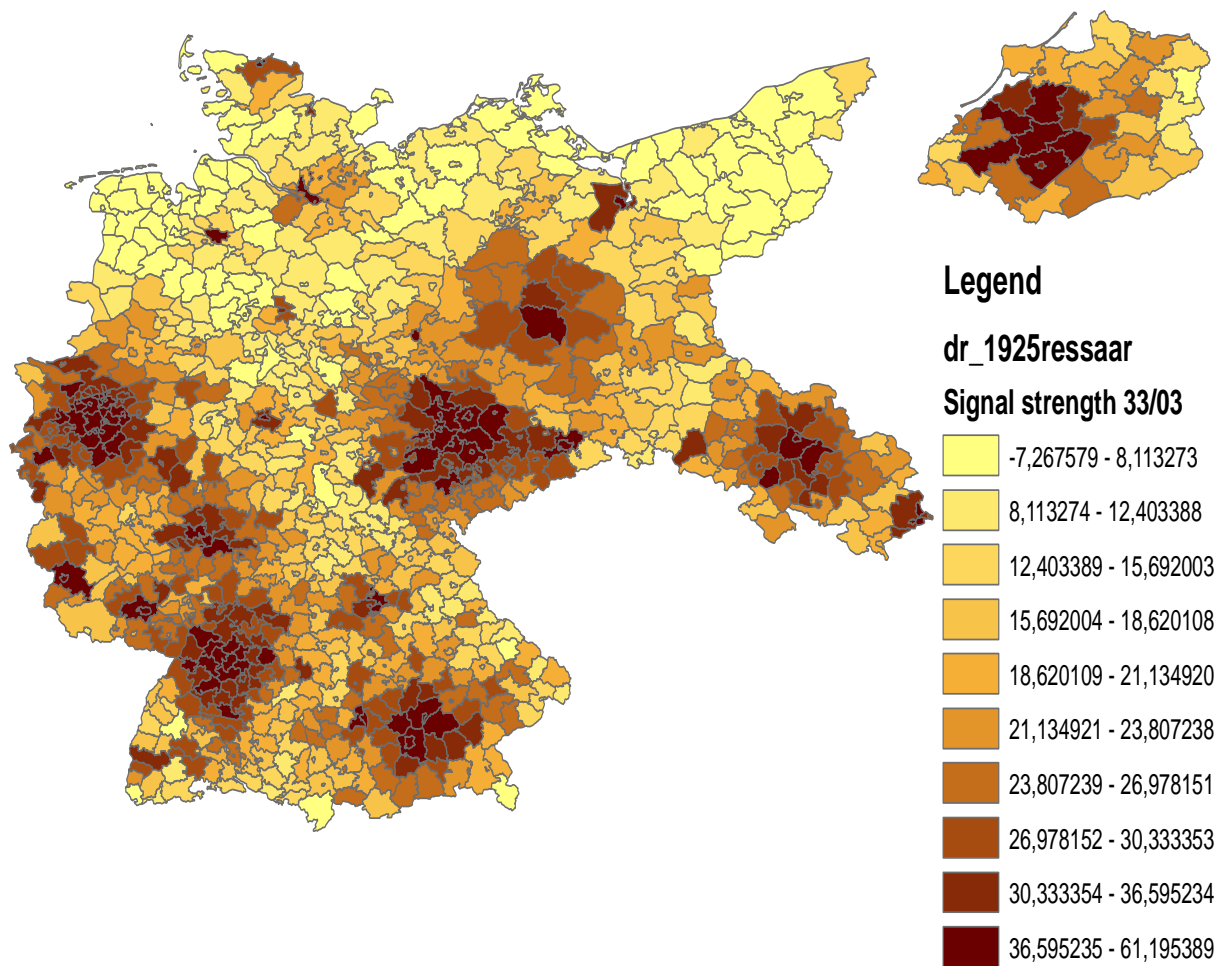 Legend
dr_1925ressaar
Signal strength 33/03
-7,267579 - 8,113273
8,113274 - 12,403388
12,403389 - 15,692003
15,692004 - 18,620108
18,620109 - 21,134920
21,134921 - 23,807238
23,807239 - 26,978151
26,978152 - 30,333353
30,333354 - 36,595234
36,595235 - 61,195389